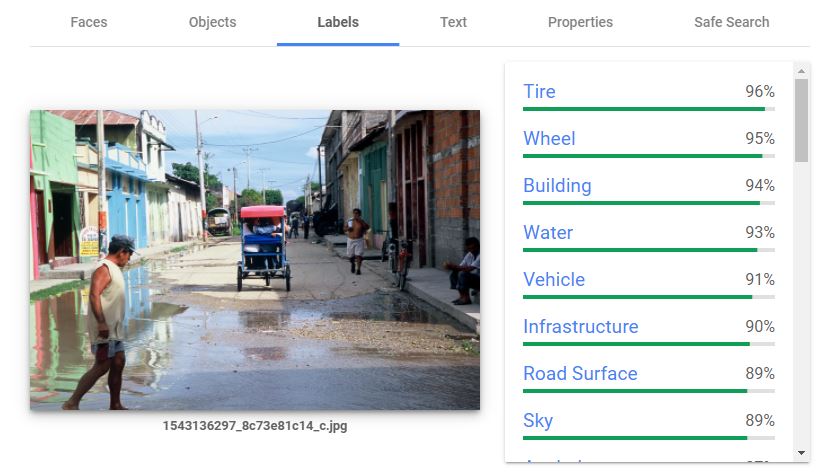 Faces Objects Labels Text Properties Safe Search
Tire 96%
Wheel 95%
Building 94%
Water 93%
Vehicle 91%
Infrastructure 90%
Road Surface 89%
Sky 89%
1543136297_8c73e81c14_c.jpg